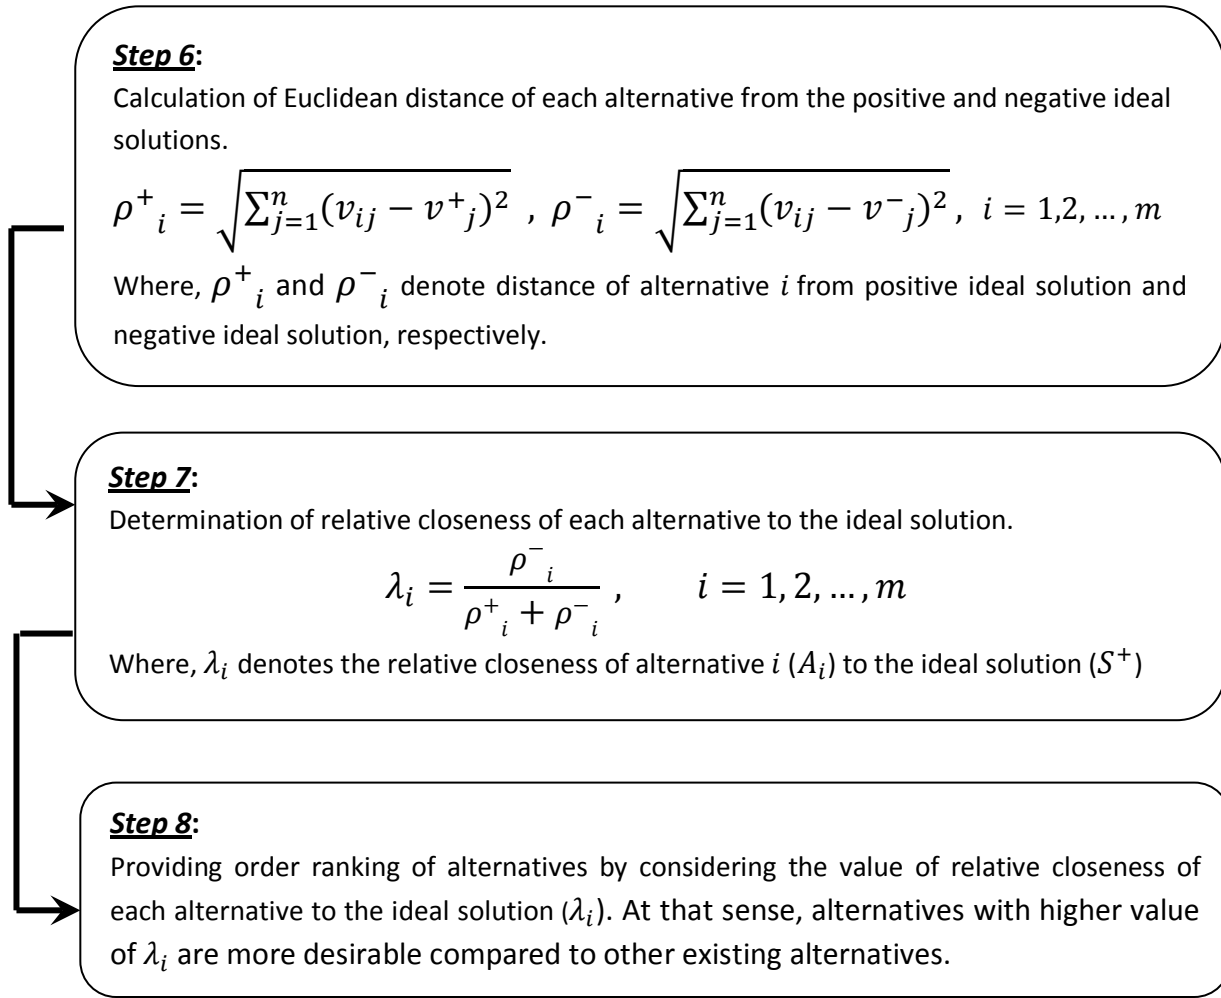 Step 6:
Calculation of Euclidean distance of each alternative from the positive and negative ideal
solutions.
ρ⁺ᵢ = √(∑ⁿⱼ₌₁(vᵢⱼ − v⁺ⱼ)²) , ρ⁻ᵢ = √(∑ⁿⱼ₌₁(vᵢⱼ − v⁻ⱼ)²), i = 1,2, …, m
Where, ρ⁺ᵢ and ρ⁻ᵢ denote distance of alternative i from positive ideal solution and
negative ideal solution, respectively.
Step 7:
Determination of relative closeness of each alternative to the ideal solution.
λᵢ = ρ⁻ᵢ / (ρ⁺ᵢ + ρ⁻ᵢ) , i = 1, 2, …, m
Where, λᵢ denotes the relative closeness of alternative i (Aᵢ) to the ideal solution (S⁺)
Step 8:
Providing order ranking of alternatives by considering the value of relative closeness of
each alternative to the ideal solution (λᵢ). At that sense, alternatives with higher value
of λᵢ are more desirable compared to other existing alternatives.